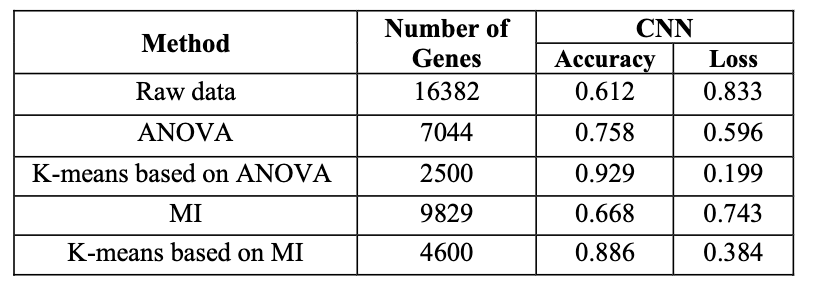 Method Number of Genes CNN
Accuracy Loss
Raw data 16382 0.612 0.833
ANOVA 7044 0.758 0.596
K-means based on ANOVA 2500 0.929 0.199
MI 9829 0.668 0.743
K-means based on MI 4600 0.886 0.384